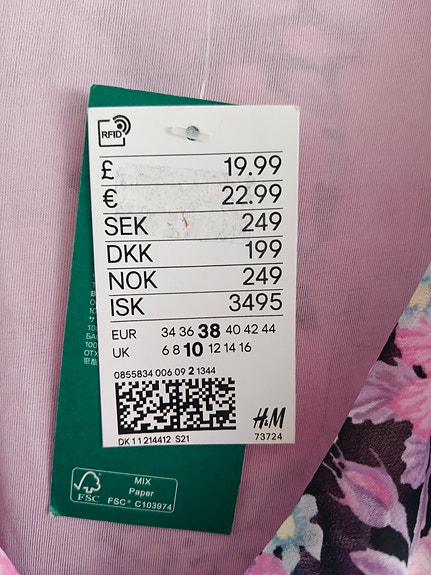 RFID
£ 19.99
€ 22.99
SEK 249
DKK 199
NOK 249
ISK 3495
EUR 34 36 38 40 42 44
UK 6 8 10 12 14 16
0855834 006 09 2 1344
H&M
DK 1 1 214412 S21 73724
FSC
MIX
Paper
FSC® C103974